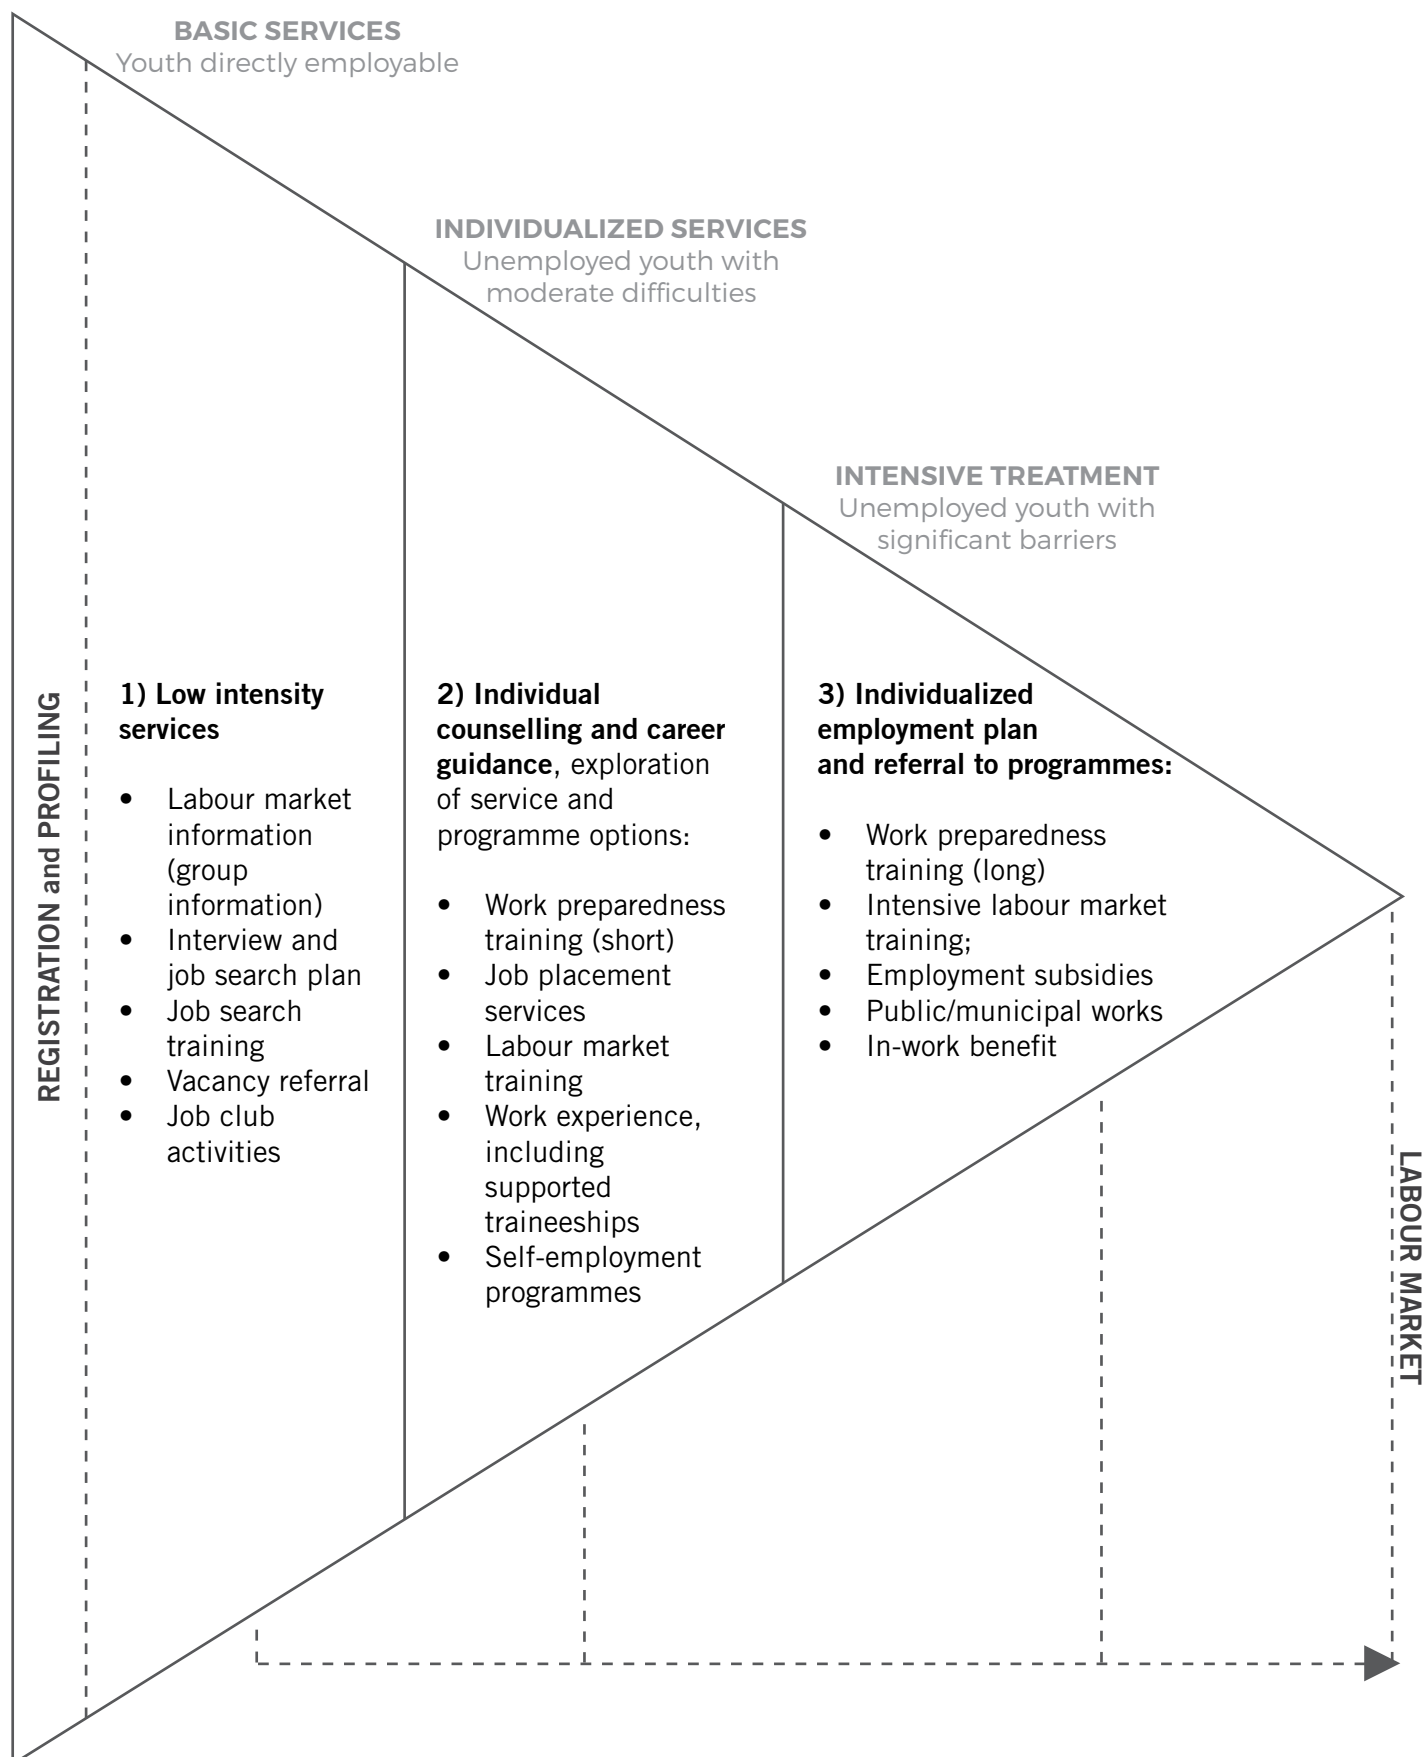 BASIC SERVICES
Youth directly employable
INDIVIDUALIZED SERVICES
Unemployed youth with
moderate difficulties
INTENSIVE TREATMENT
Unemployed youth with
significant barriers
REGISTRATION and PROFILING
1) Low intensity
services
• Labour market
information
(group
information)
• Interview and
job search plan
• Job search
training
• Vacancy referral
• Job club
activities
2) Individual
counselling and career
guidance, exploration
of service and
programme options:
• Work preparedness
training (short)
• Job placement
services
• Labour market
training
• Work experience,
including
supported
traineeships
• Self-employment
programmes
3) Individualized
employment plan
and referral to programmes:
• Work preparedness
training (long)
• Intensive labour market
training;
• Employment subsidies
• Public/municipal works
• In-work benefit
LABOUR MARKET